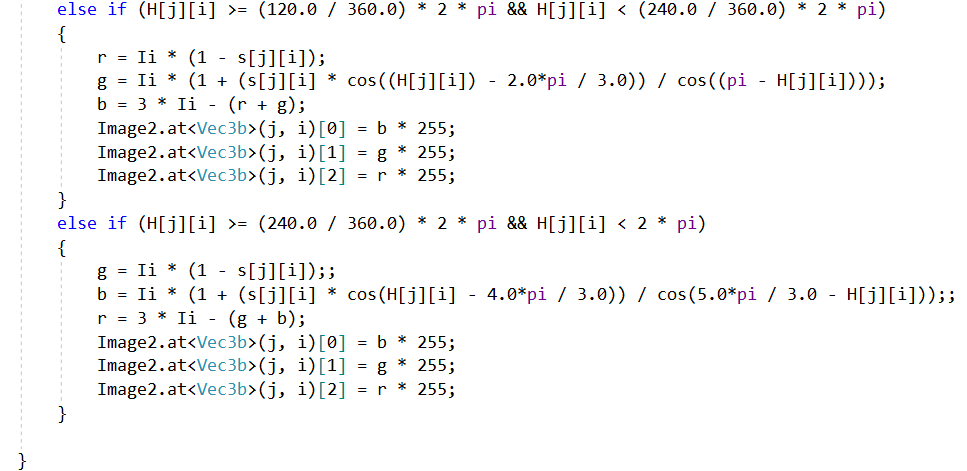 else if (H[j][i] >= (120.0 / 360.0) * 2 * pi && H[j][i] < (240.0 / 360.0) * 2 * pi)
{
r = Ii * (1 - s[j][i]);
g = Ii * (1 + (s[j][i] * cos((H[j][i]) - 2.0*pi / 3.0)) / cos((pi - H[j][i])));
b = 3 * Ii - (r + g);
Image2.at<Vec3b>(j, i)[0] = b * 255;
Image2.at<Vec3b>(j, i)[1] = g * 255;
Image2.at<Vec3b>(j, i)[2] = r * 255;
}
else if (H[j][i] >= (240.0 / 360.0) * 2 * pi && H[j][i] < 2 * pi)
{
g = Ii * (1 - s[j][i]);;
b = Ii * (1 + (s[j][i] * cos(H[j][i] - 4.0*pi / 3.0)) / cos(5.0*pi / 3.0 - H[j][i]));;
r = 3 * Ii - (g + b);
Image2.at<Vec3b>(j, i)[0] = b * 255;
Image2.at<Vec3b>(j, i)[1] = g * 255;
Image2.at<Vec3b>(j, i)[2] = r * 255;
}
}